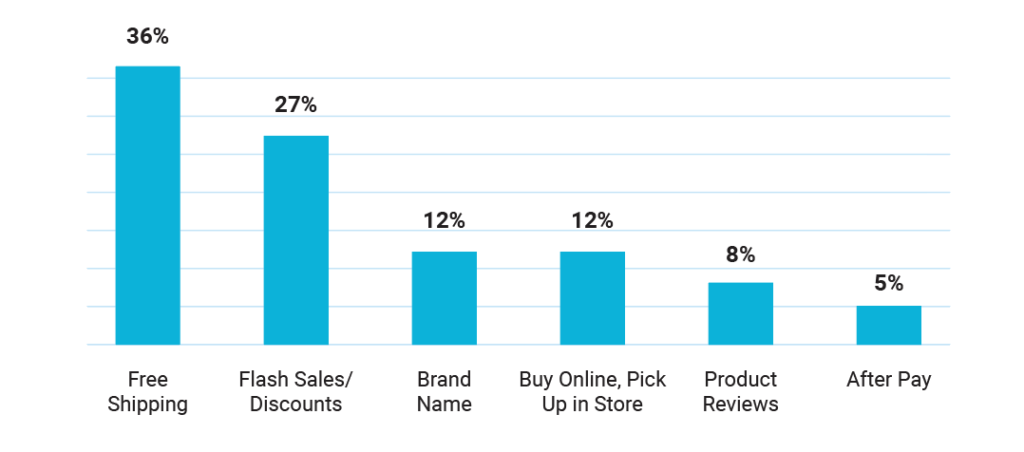 36%
27%
12%
12%
8%
5%
Free
Shipping
Flash Sales/
Discounts
Brand
Name
Buy Online, Pick
Up in Store
Product
Reviews
After Pay